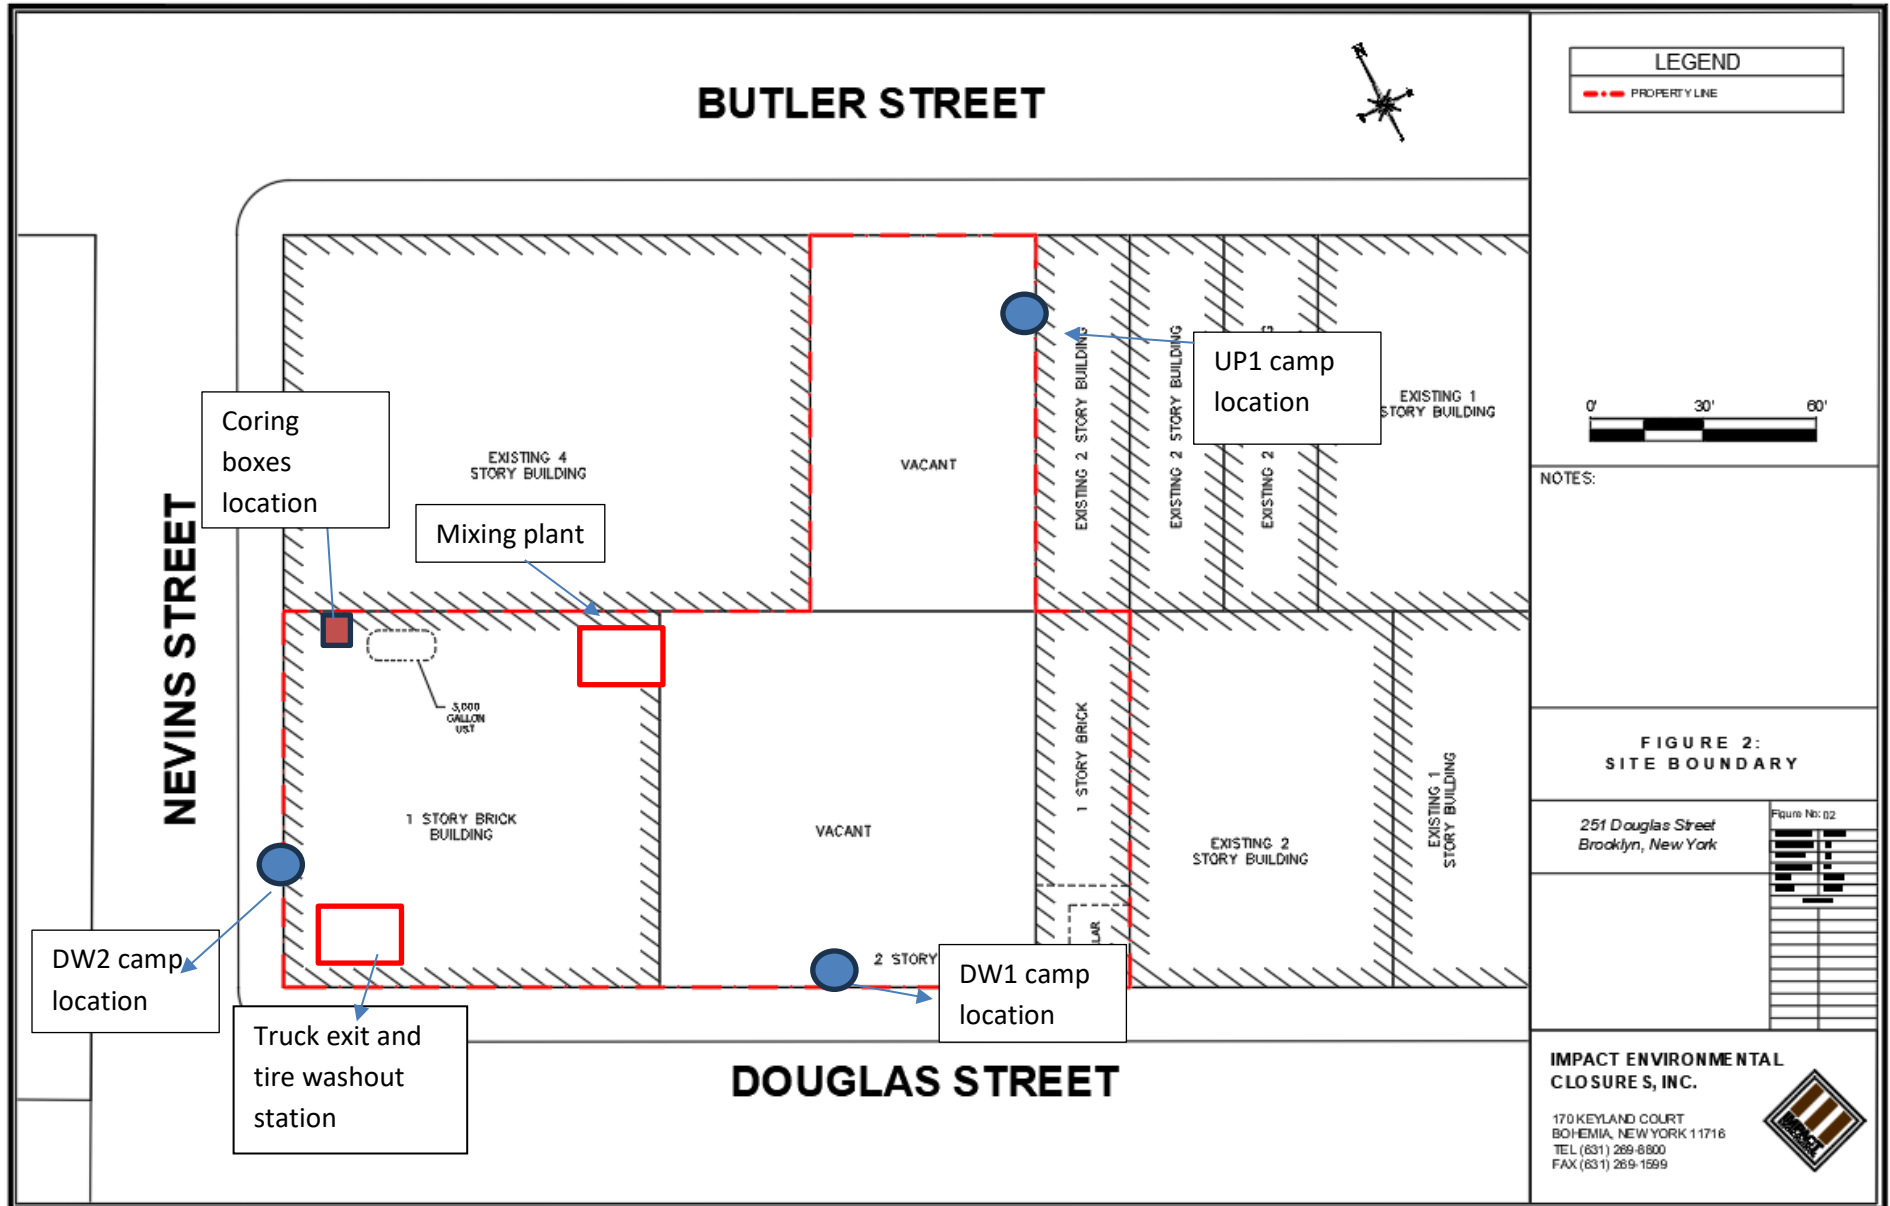 BUTLER STREET
N
LEGEND
PROPERTY LINE
0' 30' 60'
NOTES:
Coring
boxes
location
Mixing plant
UP1 camp
location
EXISTING 4
STORY BUILDING
VACANT
EXISTING 2 STORY BUILDING
EXISTING 2 STORY BUILDING
EXISTING 2
EXISTING 1
STORY BUILDING
NEVINS STREET
3,000
GALLON
UST
1 STORY BRICK
BUILDING
VACANT
1 STORY BRICK
EXISTING 2
STORY BUILDING
EXISTING 1
STORY BUILDING
2 STORY
DW2 camp
location
DW1 camp
location
Truck exit and
tire washout
station
DOUGLAS STREET
FIGURE 2:
SITE BOUNDARY
251 Douglas Street
Brooklyn, New York
Figure No: 02
IMPACT ENVIRONMENTAL
CLOSURES, INC.
170 KEYLAND COURT
BOHEMIA, NEW YORK 11716
TEL (631) 269-8800
FAX (631) 269-1599